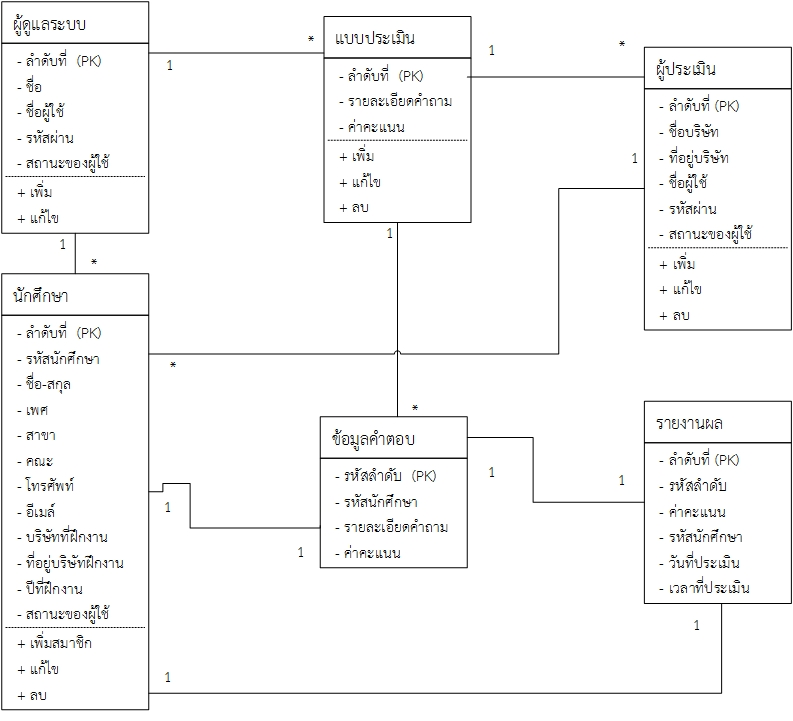 ผู้ดูแลระบบ
- ลำดับที่ (PK)
- ชื่อ
- ชื่อผู้ใช้
- รหัสผ่าน
- สถานะของผู้ใช้
+ เพิ่ม
+ แก้ไข
1
*
แบบประเมิน
- ลำดับที่ (PK)
- รายละเอียดคำถาม
- ค่าคะแนน
+ เพิ่ม
+ แก้ไข
+ ลบ
1
*
ผู้ประเมิน
- ลำดับที่ (PK)
- ชื่อบริษัท
- ที่อยู่บริษัท
- ชื่อผู้ใช้
- รหัสผ่าน
- สถานะของผู้ใช้
+ เพิ่ม
+ แก้ไข
+ ลบ
1
1
1
*
นักศึกษา
- ลำดับที่ (PK)
- รหัสนักศึกษา
- ชื่อ-สกุล
- เพศ
- สาขา
- คณะ
- โทรศัพท์
- อีเมล์
- บริษัทที่ฝึกงาน
- ที่อยู่บริษัทฝึกงาน
- ปีที่ฝึกงาน
- สถานะของผู้ใช้
+ เพิ่มสมาชิก
+ แก้ไข
+ ลบ
*
*
ข้อมูลคำตอบ
- รหัสลำดับ (PK)
- รหัสนักศึกษา
- รายละเอียดคำถาม
- ค่าคะแนน
1
1
1
1
รายงานผล
- ลำดับที่ (PK)
- รหัสลำดับ
- ค่าคะแนน
- รหัสนักศึกษา
- วันที่ประเมิน
- เวลาที่ประเมิน
1
1